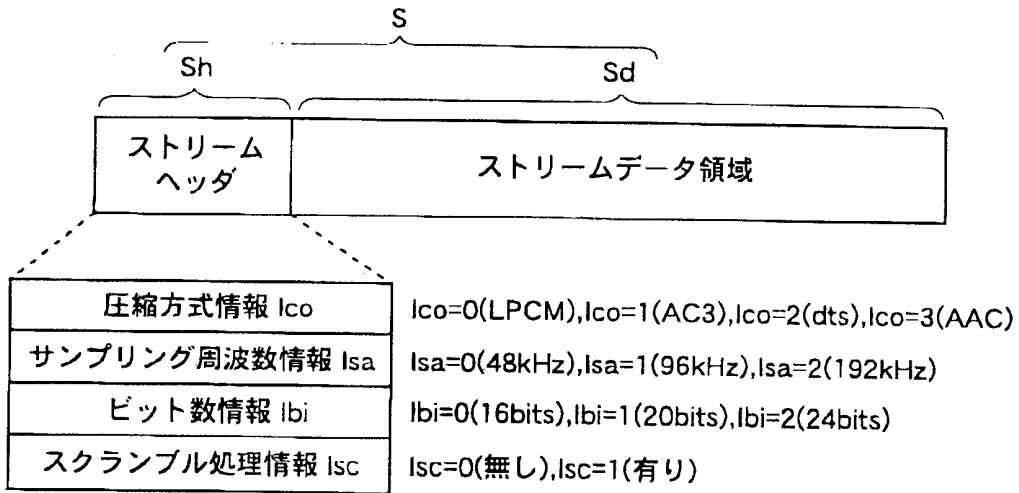 S
Sh
Sd
ストリーム
ヘッダ
ストリームデータ領域
圧縮方式情報 Ico
Ico=0(LPCM),Ico=1(AC3),Ico=2(dts),Ico=3(AAC)
サンプリング周波数情報 Isa
Isa=0(48kHz),Isa=1(96kHz),Isa=2(192kHz)
ビット数情報 Ibi
Ibi=0(16bits),Ibi=1(20bits),Ibi=2(24bits)
スクランブル処理情報 Isc
Isc=0(無し),Isc=1(有り)